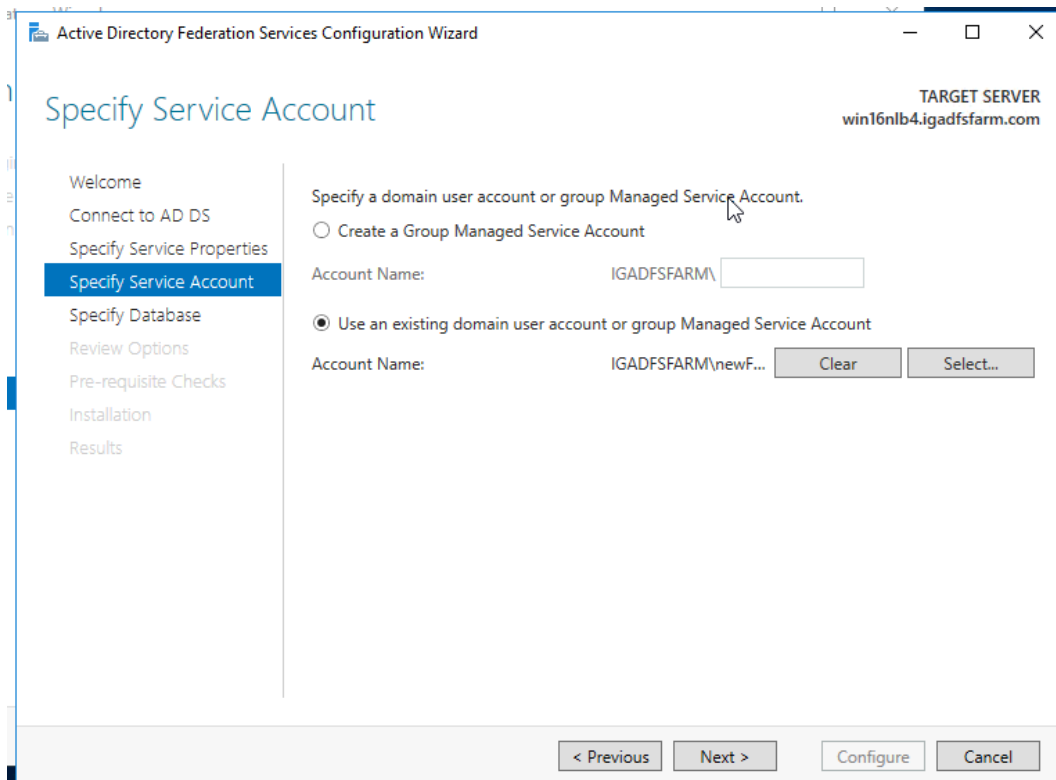 Active Directory Federation Services Configuration Wizard
Specify Service Account
TARGET SERVER
win16nlb4.igadfsfarm.com
Welcome
Connect to AD DS
Specify Service Properties
Specify Service Account
Specify Database
Review Options
Pre-requisite Checks
Installation
Results
Specify a domain user account or group Managed Service Account.
Create a Group Managed Service Account
Account Name: IGADFSFARM\
Use an existing domain user account or group Managed Service Account
Account Name: IGADFSFARM\newF... Clear Select...
< Previous Next > Configure Cancel